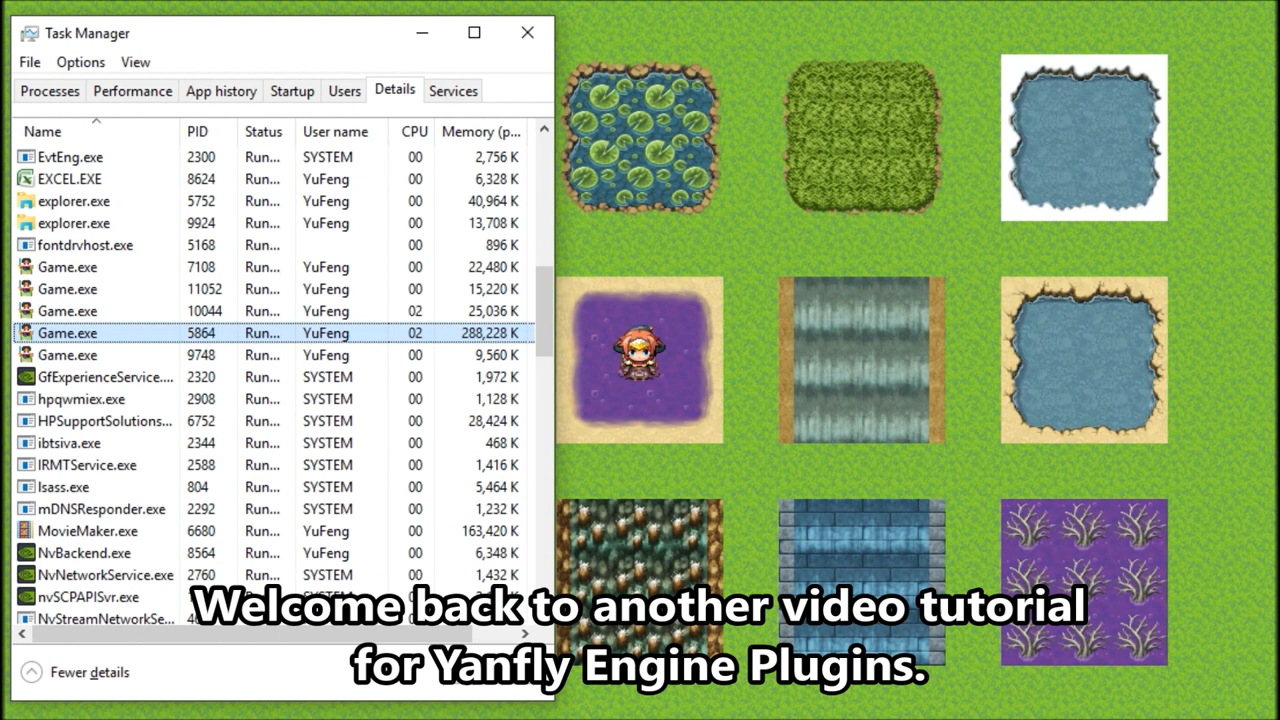 Task Manager
File Options View
Processes Performance App history Startup Users Details Services
Name PID Status User name CPU Memory (p...
EvtEng.exe 2300 Run... SYSTEM 00 2,756 K
EXCEL.EXE 8624 Run... YuFeng 00 6,328 K
explorer.exe 5752 Run... YuFeng 00 40,964 K
explorer.exe 9924 Run... YuFeng 00 13,708 K
fontdrvhost.exe 5168 Run... 00 896 K
Game.exe 7108 Run... YuFeng 00 22,480 K
Game.exe 11052 Run... YuFeng 00 15,220 K
Game.exe 10044 Run... YuFeng 02 25,036 K
Game.exe 5864 Run... YuFeng 02 288,228 K
Game.exe 9748 Run... YuFeng 00 9,560 K
GfExperienceService.... 2320 Run... SYSTEM 00 1,972 K
hpqwmiex.exe 2908 Run... SYSTEM 00 1,128 K
HPSupportSolutions... 6752 Run... SYSTEM 00 28,424 K
ibtsiva.exe 2344 Run... SYSTEM 00 468 K
IRMTService.exe 2588 Run... SYSTEM 00 1,416 K
lsass.exe 804 Run... SYSTEM 00 5,464 K
mDNSResponder.exe 2292 Run... SYSTEM 00 1,232 K
MovieMaker.exe 6680 Run... YuFeng 00 163,420 K
NvBackend.exe 8564 Run... YuFeng 00 6,348 K
NvNetworkService.exe 2760 Run... SYSTEM 00 1,432 K
nvSCPAPISvr.exe
NvStreamNetworkSe...
Welcome back to another video tutorial
for Yanfly Engine Plugins.
Fewer details